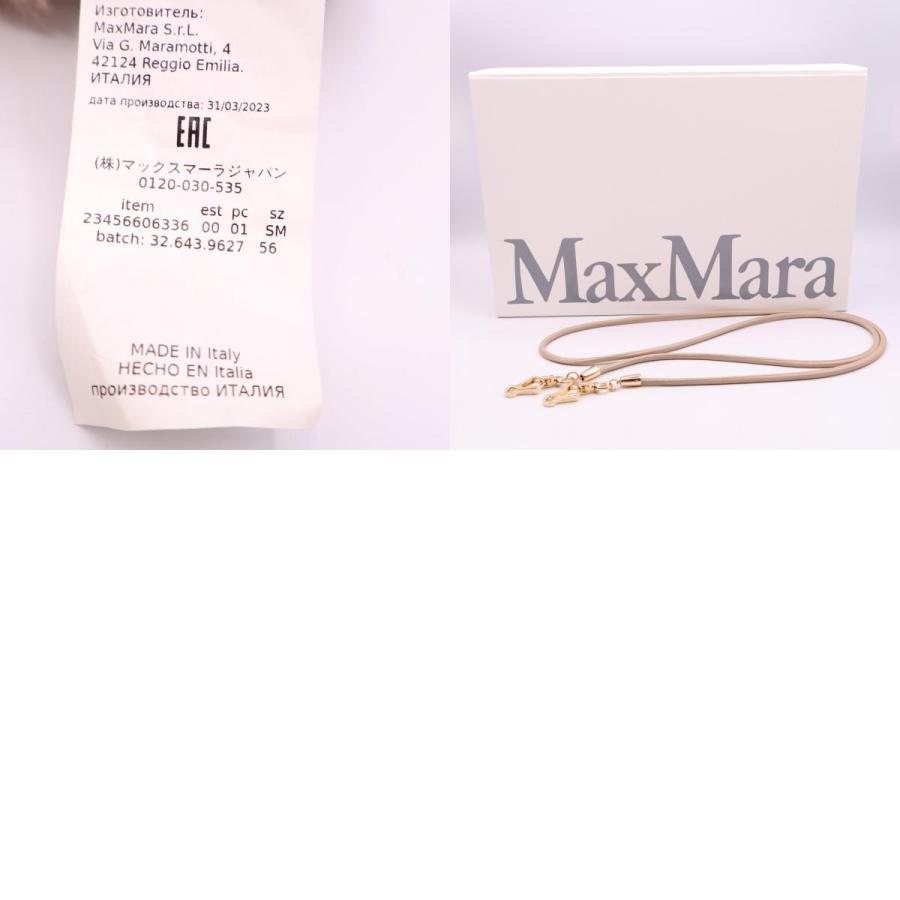 Изготовитель:
MaxMara S.r.L.
Via G. Maramotti, 4
42124 Reggio Emilia.
ИТАЛИЯ
дата производства: 31/03/2023
EAC
(株)マックスマーラジャパン
0120-030-535
item est pc sz
23456606336 00 01 SM
batch: 32.643.9627 56
MADE IN Italy
HECHO EN Italia
производство ИТАЛИЯ
MaxMara